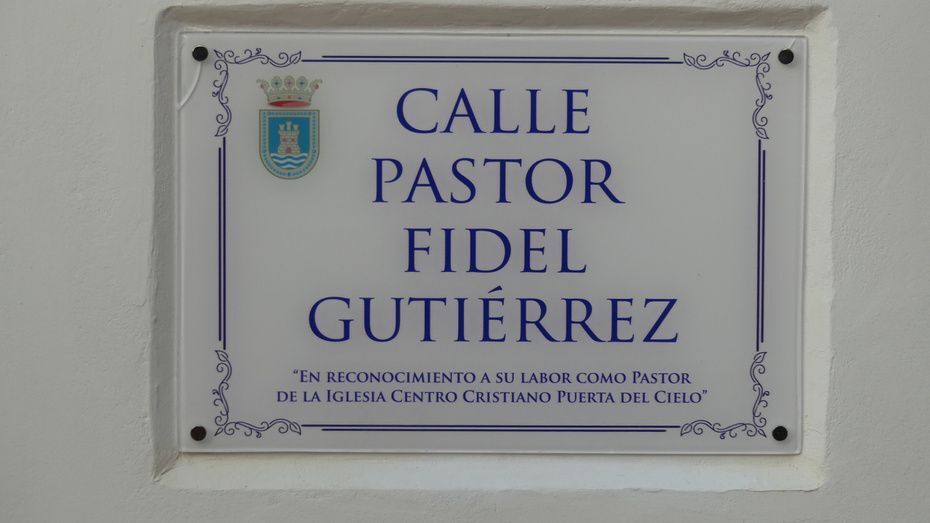 CALLE
PASTOR
FIDEL
GUTIÉRREZ
“EN RECONOCIMIENTO A SU LABOR COMO PASTOR
DE LA IGLESIA CENTRO CRISTIANO PUERTA DEL CIELO”